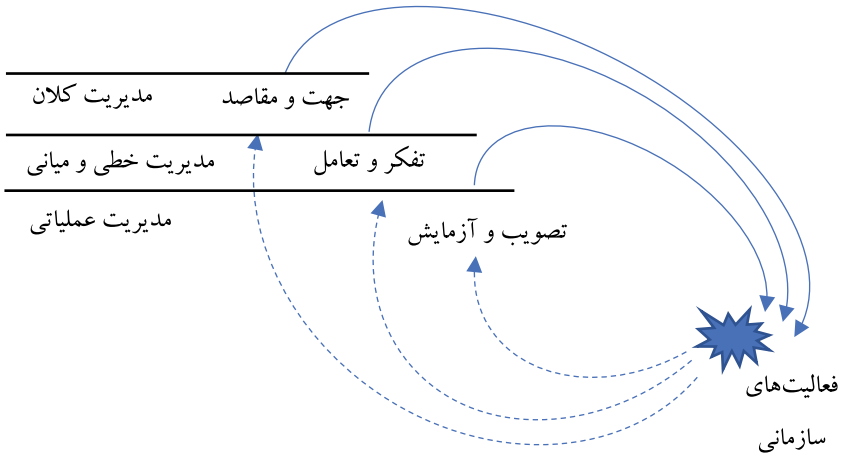 جهت و مقاصد
مدیریت کلان
تفکر و تعامل
مدیریت خطی و میانی
تصویب و آزمایش
مدیریت عملیاتی
فعالیت‌های
سازمانی